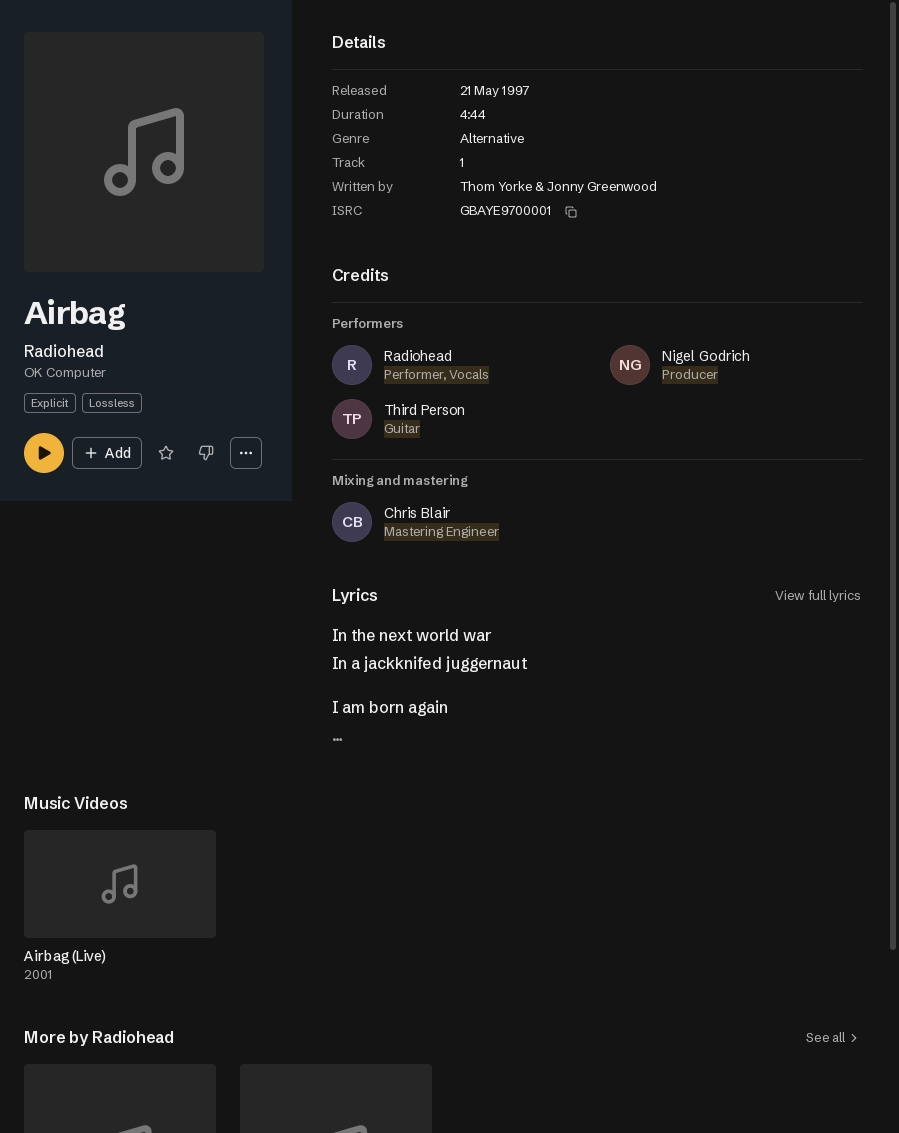 Airbag
Radiohead
OK Computer
Explicit
Lossless
Add
Details
Released 21 May 1997
Duration 4:44
Genre Alternative
Track 1
Written by Thom Yorke & Jonny Greenwood
ISRC GBAYE9700001
Credits
Performers
R
Radiohead
Performer, Vocals
NG
Nigel Godrich
Producer
TP
Third Person
Guitar
Mixing and mastering
CB
Chris Blair
Mastering Engineer
Lyrics
View full lyrics
In the next world war
In a jackknifed juggernaut
I am born again
...
Music Videos
Airbag (Live)
2001
More by Radiohead
See all